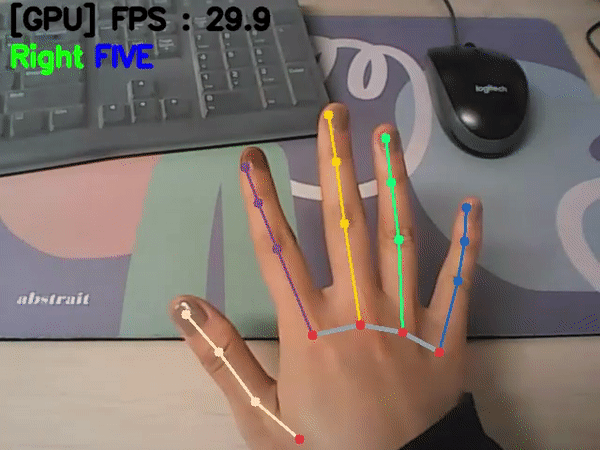 [GPU] FPS : 29.9
Right FIVE
logitech
abstrait